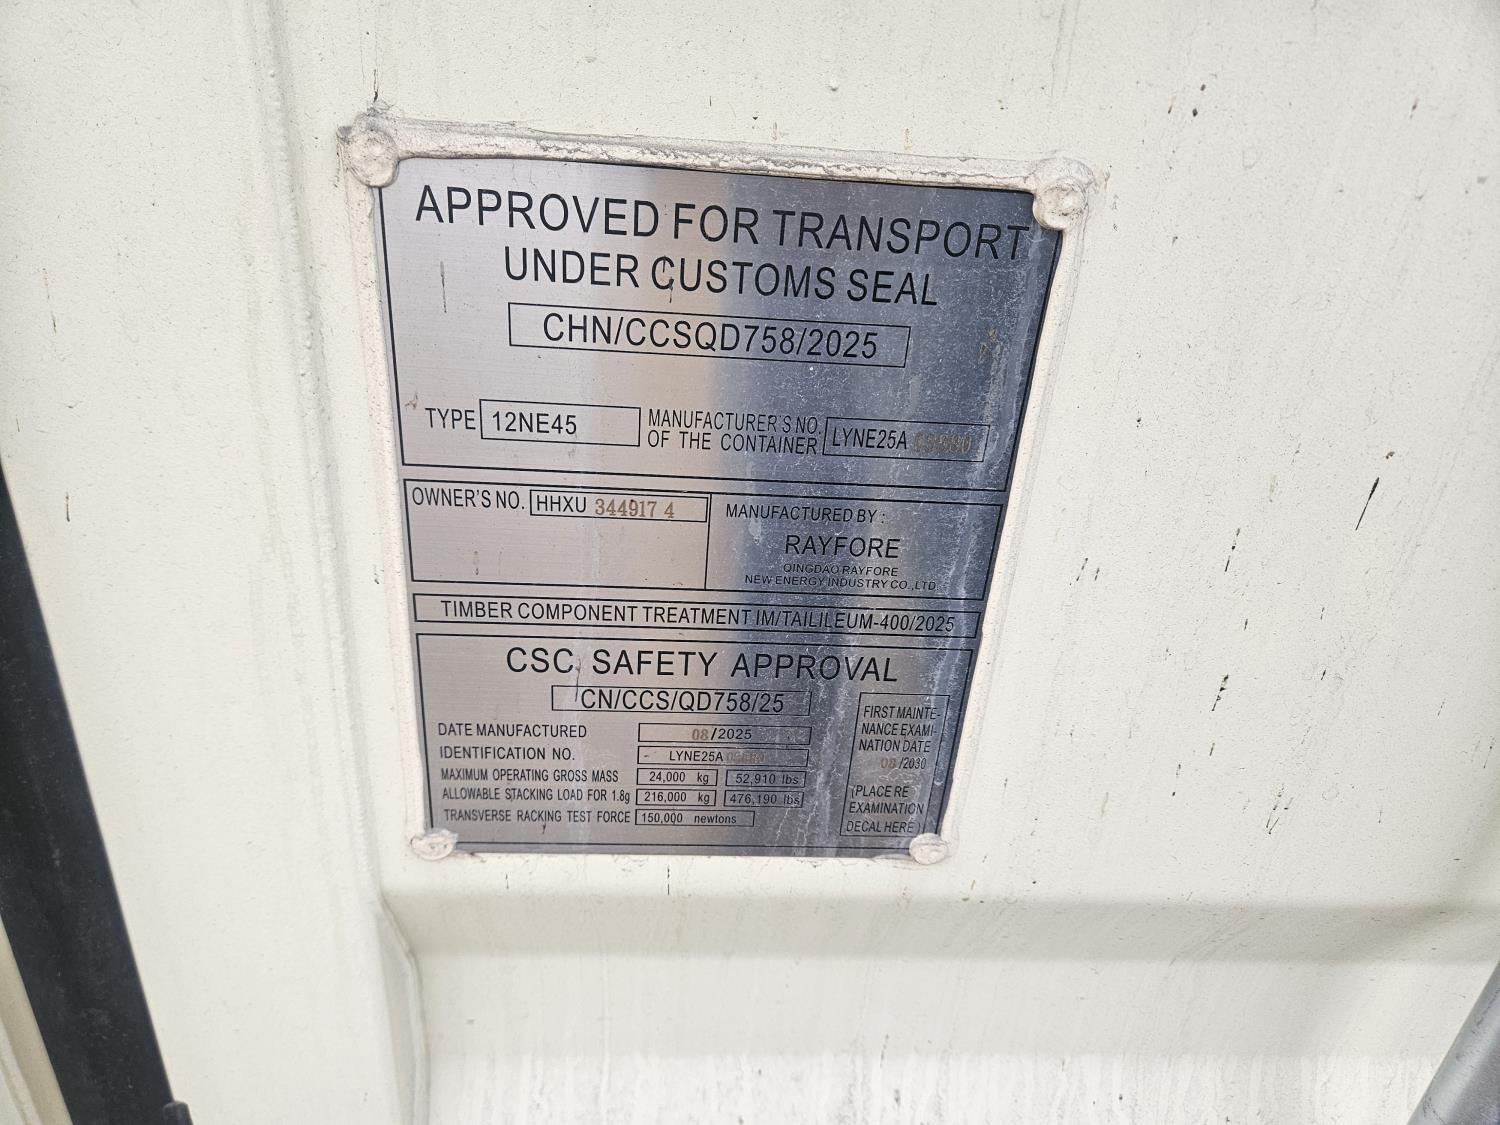 APPROVED FOR TRANSPORT
UNDER CUSTOMS SEAL
CHN/CCSQD758/2025
TYPE 12NE45
MANUFACTURER'S NO.
OF THE CONTAINER LYNE25A
OWNER'S NO. HHXU 344917 4
MANUFACTURED BY :
RAYFORE
QINGDAO RAYFORE
NEW ENERGY INDUSTRY CO.,LTD
TIMBER COMPONENT TREATMENT IM/TAILILEUM-400/2025
CSC SAFETY APPROVAL
CN/CCS/QD758/25
DATE MANUFACTURED 08/2025
IDENTIFICATION NO. LYNE25A
MAXIMUM OPERATING GROSS MASS 24,000 kg 52,910 lbs
ALLOWABLE STACKING LOAD FOR 1.8g 216,000 kg 476,190 lbs
TRANSVERSE RACKING TEST FORCE 150,000 newtons
FIRST MAINTE-
NANCE EXAMI-
NATION DATE
08/2030
(PLACE RE
EXAMINATION
DECAL HERE)